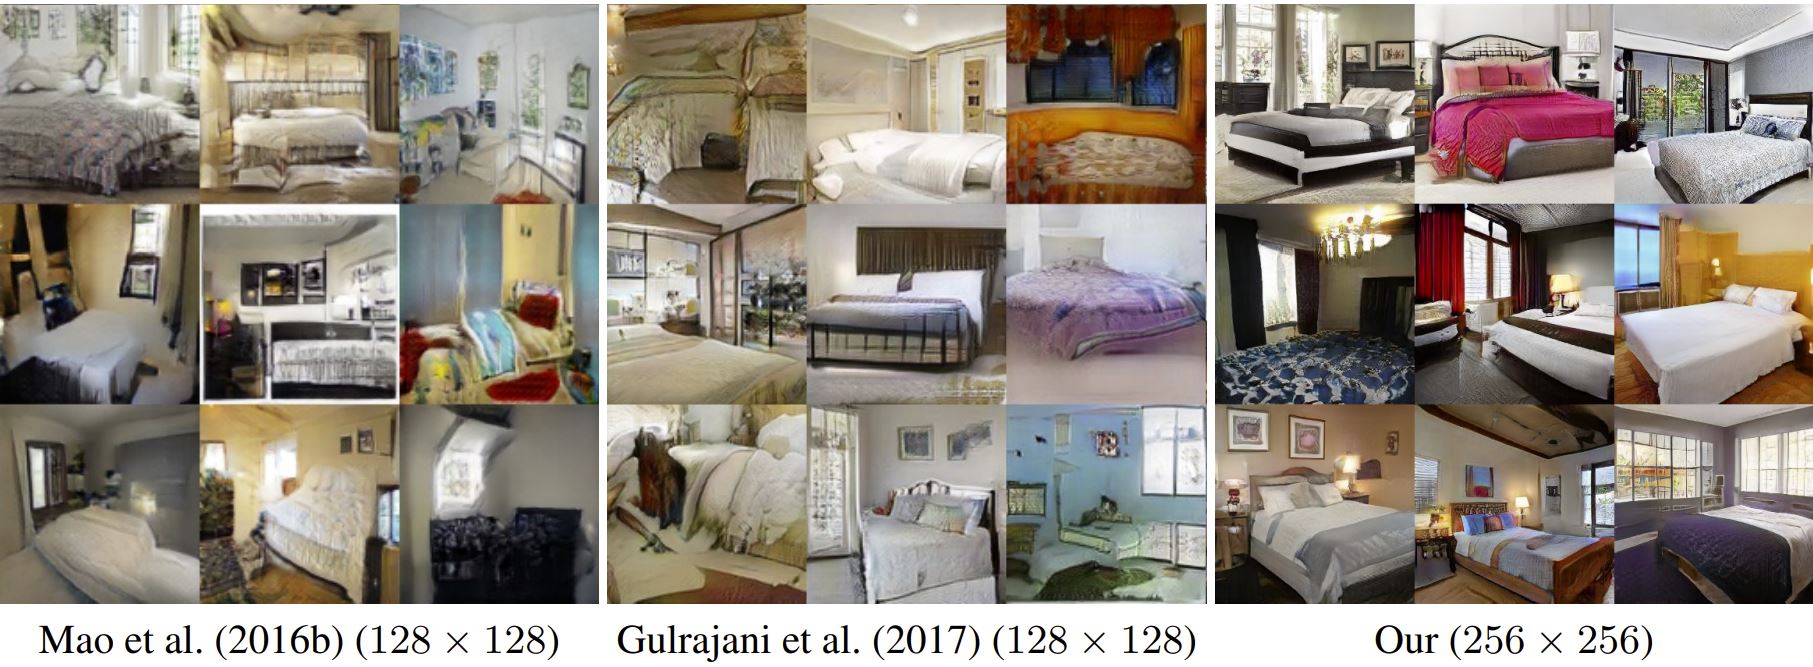 Mao et al. (2016b) (128 × 128)
Gulrajani et al. (2017) (128 × 128)
Our (256 × 256)